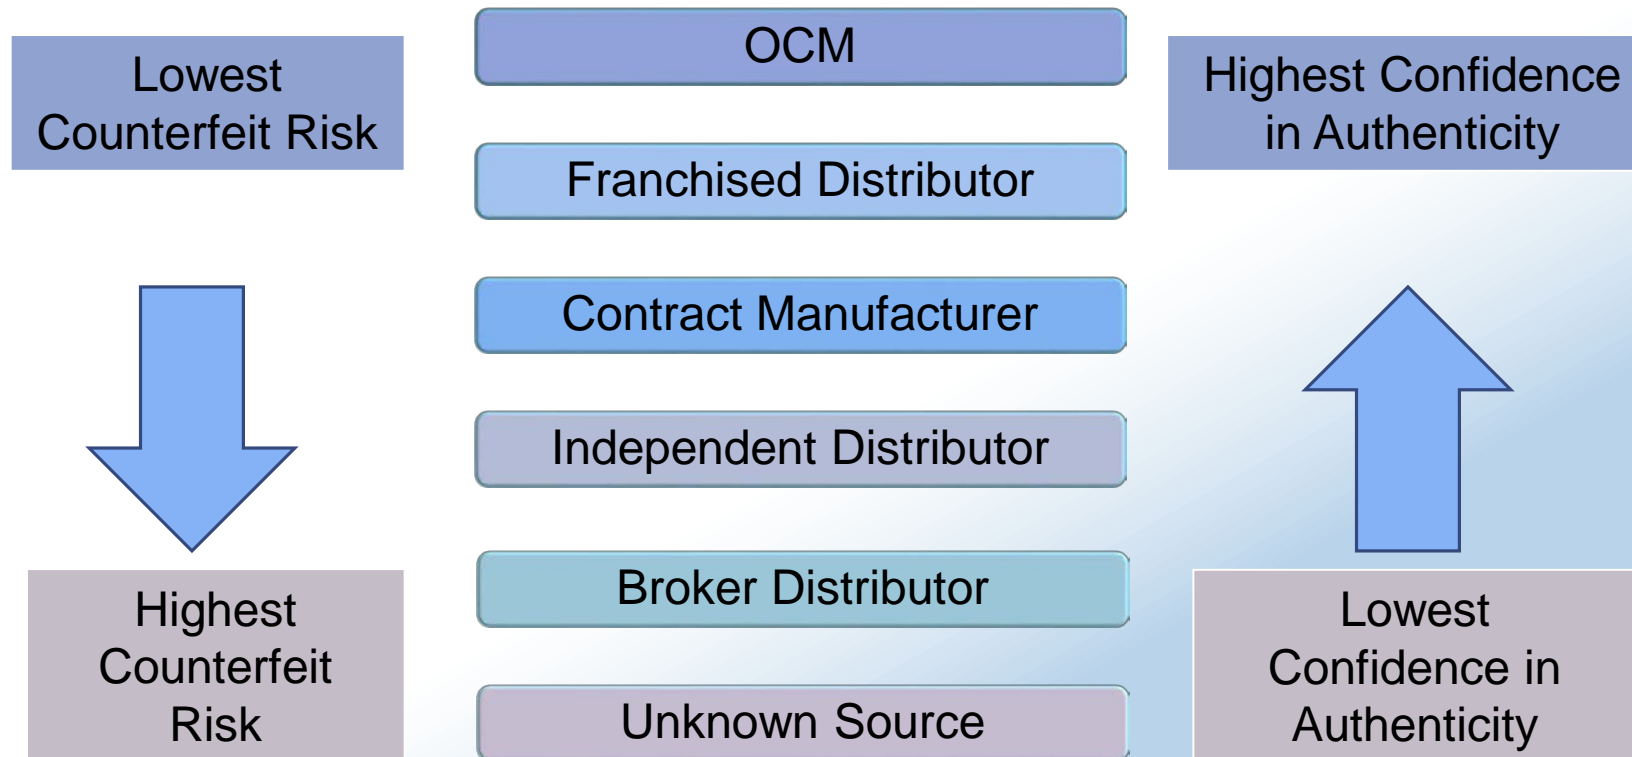 Lowest
Counterfeit Risk
Highest
Counterfeit
Risk
OCM
Franchised Distributor
Contract Manufacturer
Independent Distributor
Broker Distributor
Unknown Source
Highest Confidence
in Authenticity
Lowest
Confidence in
Authenticity